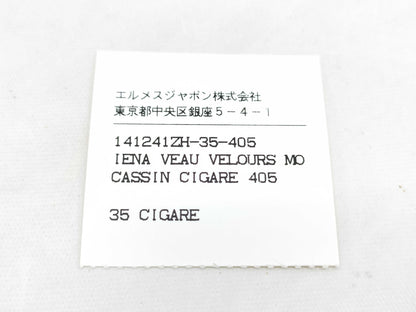 エルメスジャポン株式会社
東京都中央区銀座５－４－１
141241ZH-35-405
IENA VEAU VELOURS MO
CASSIN CIGARE 405
35 CIGARE